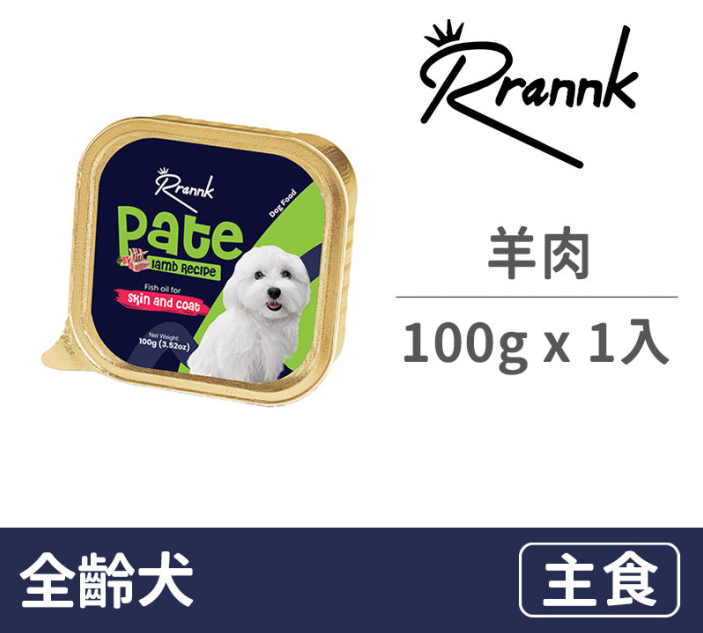 Rrannk
Rrannk
Pate
lamb Recipe
Dog Food
Fish oil for
skin and coat
Net Weight:
100g (3.52oz)
羊肉
100g x 1入
全齡犬
主食